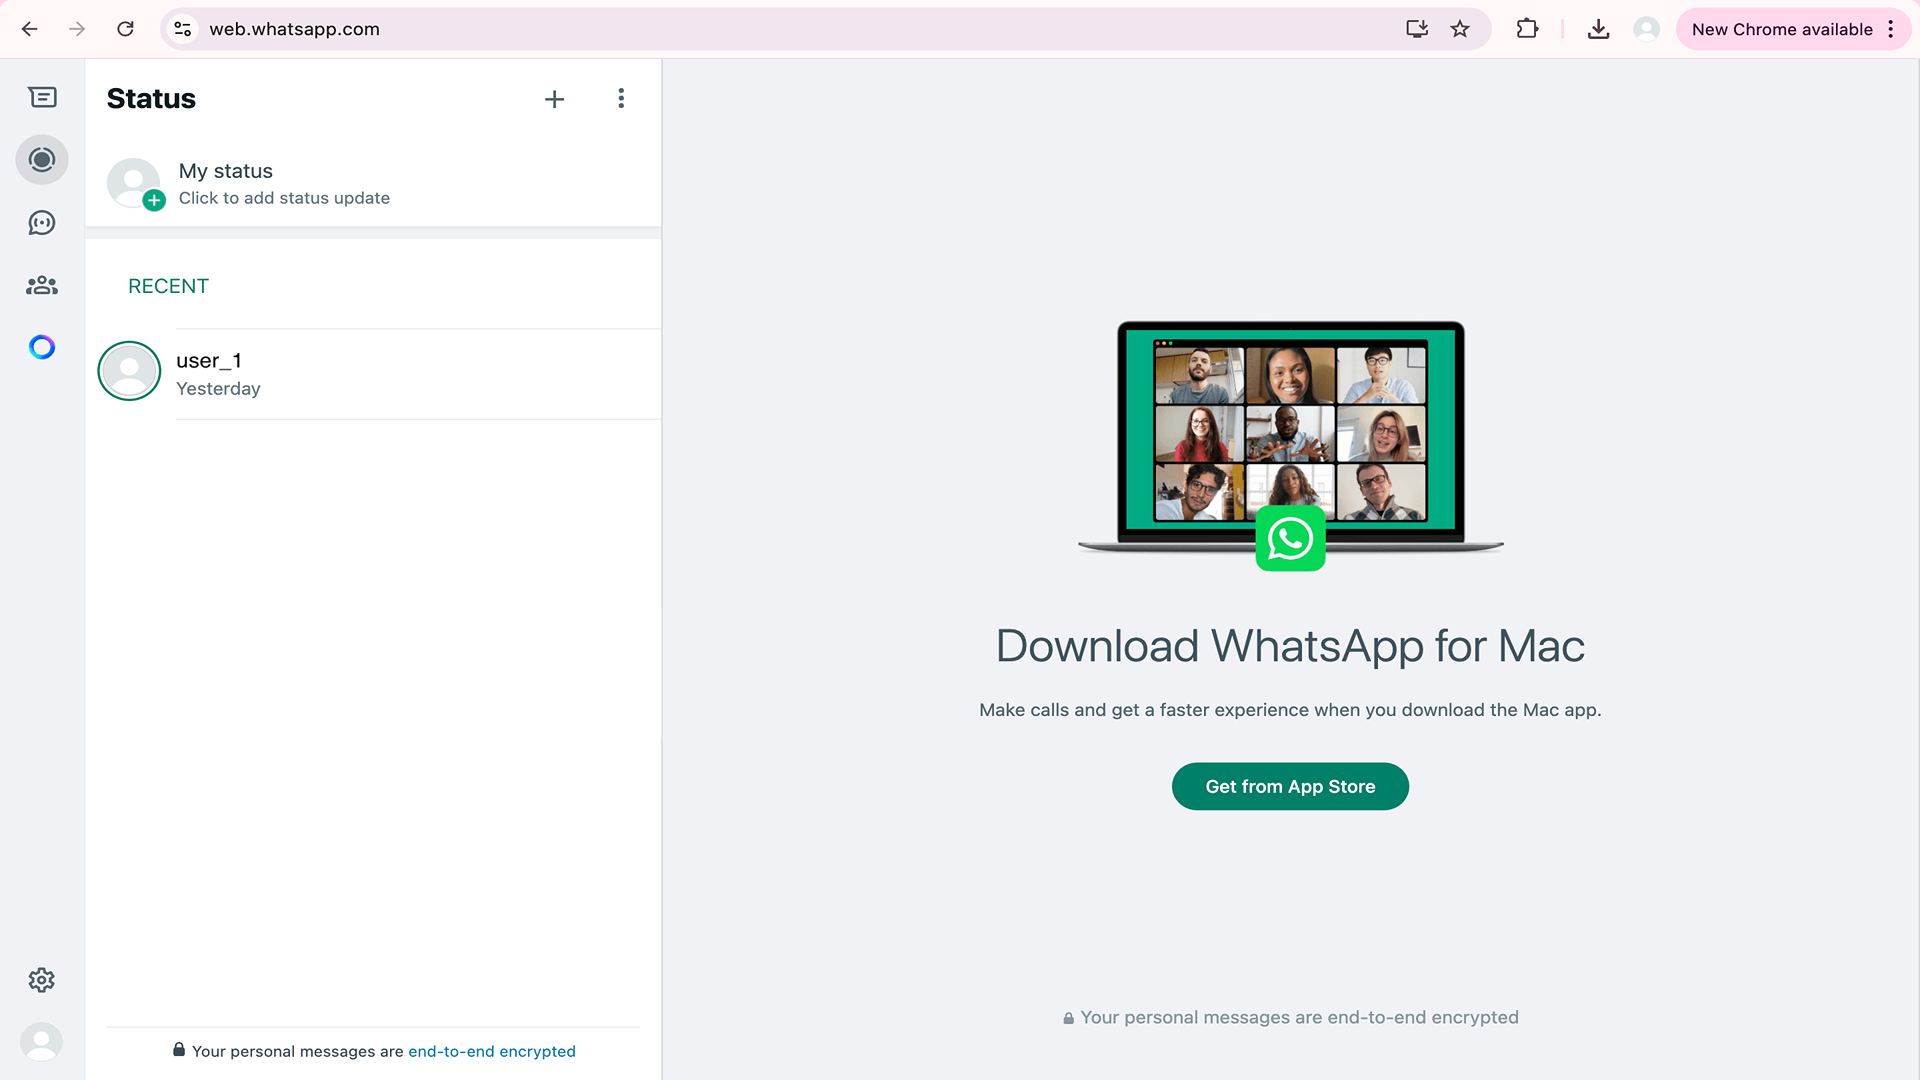 web.whatsapp.com
New Chrome available
Status
My status
Click to add status update
RECENT
user_1
Yesterday
Your personal messages are end-to-end encrypted
Download WhatsApp for Mac
Make calls and get a faster experience when you download the Mac app.
Get from App Store
Your personal messages are end-to-end encrypted